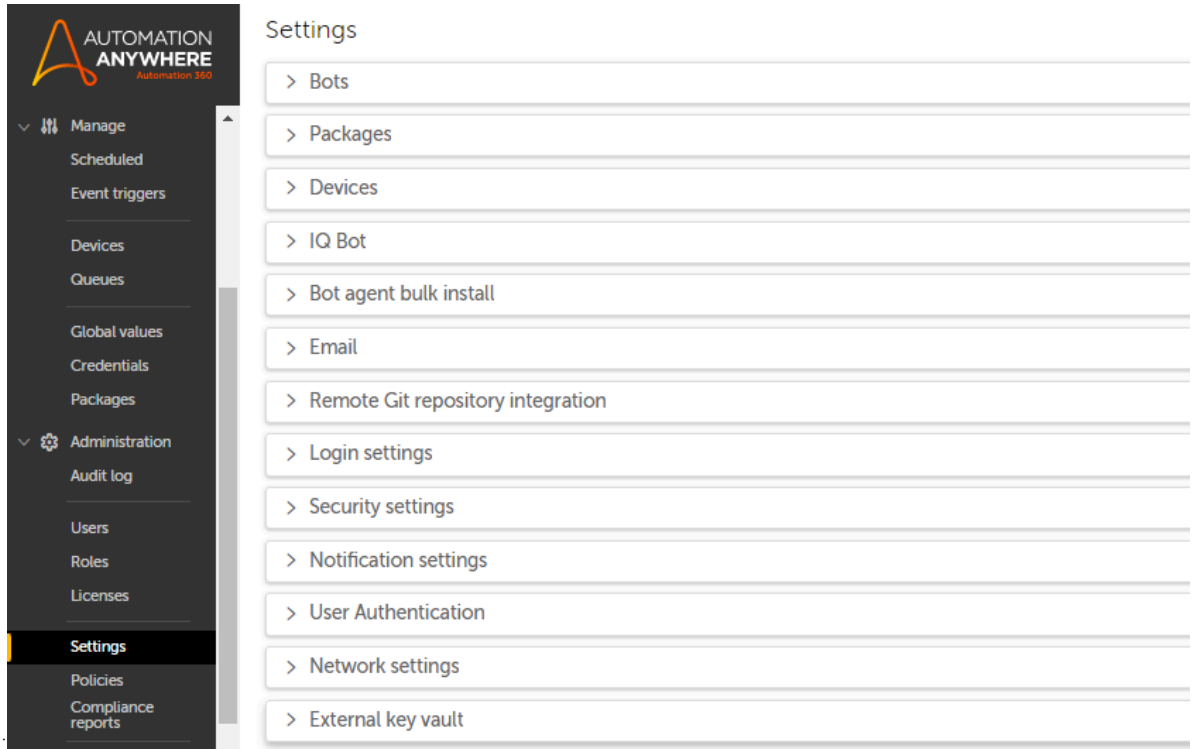 AUTOMATION
ANYWHERE
Automation 360
Manage
Scheduled
Event triggers
Devices
Queues
Global values
Credentials
Packages
Administration
Audit log
Users
Roles
Licenses
Settings
Policies
Compliance
reports
Settings
Bots
Packages
Devices
IQ Bot
Bot agent bulk install
Email
Remote Git repository integration
Login settings
Security settings
Notification settings
User Authentication
Network settings
External key vault